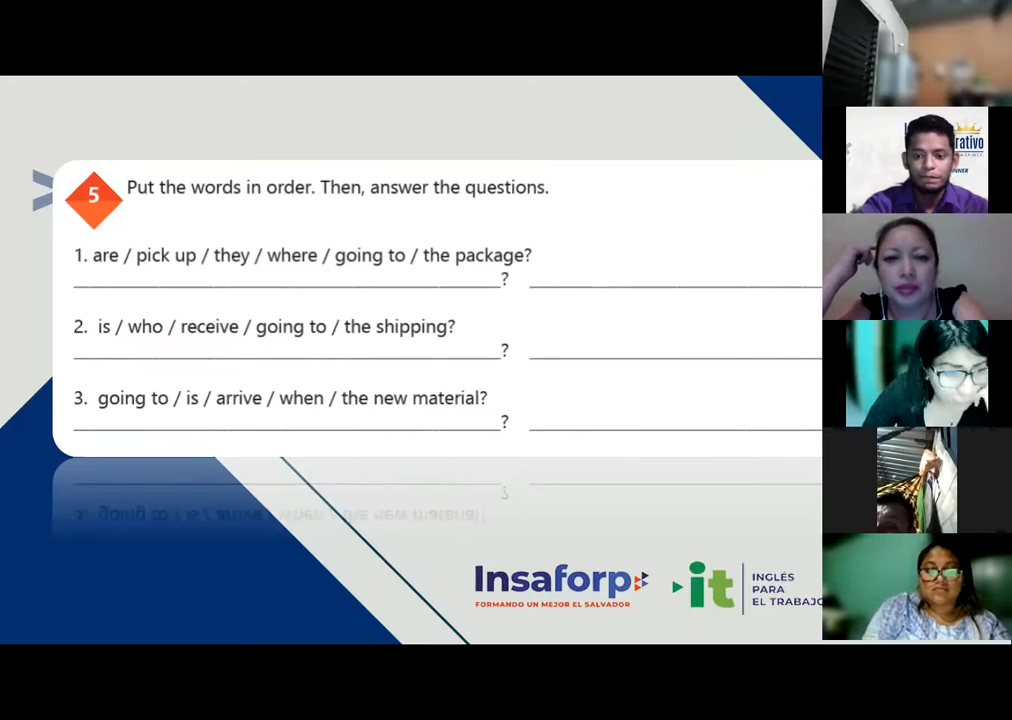 5
Put the words in order. Then, answer the questions.
1. are / pick up / they / where / going to / the package?
?
2. is / who / receive / going to / the shipping?
?
3. going to / is / arrive / when / the new material?
?
Insaforp
FORMANDO UN MEJOR EL SALVADOR
it
INGLÉS
PARA
EL TRABAJO